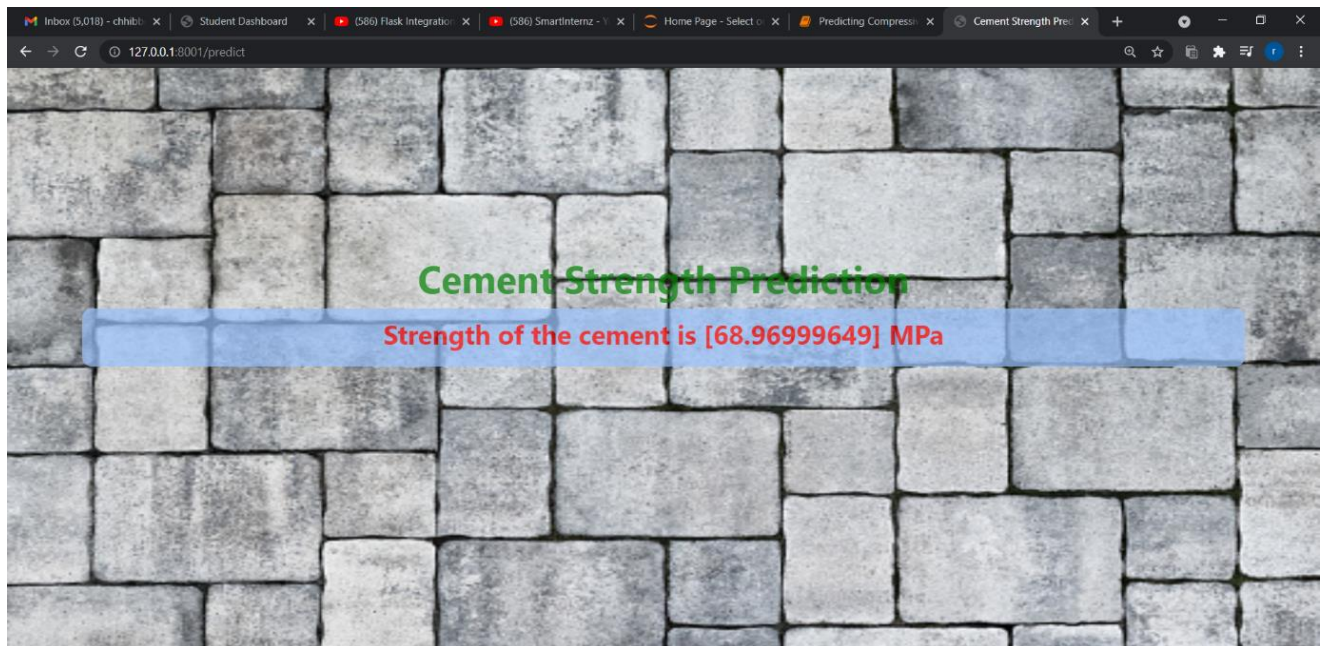 Inbox (5,018) - chhibb
Student Dashboard
(586) Flask Integration
(586) SmartInternz - Y
Home Page - Select o
Predicting Compressiv
Cement Strength Pred
127.0.0.1:8001/predict
r
Cement Strength Prediction
Strength of the cement is [68.96999649] MPa